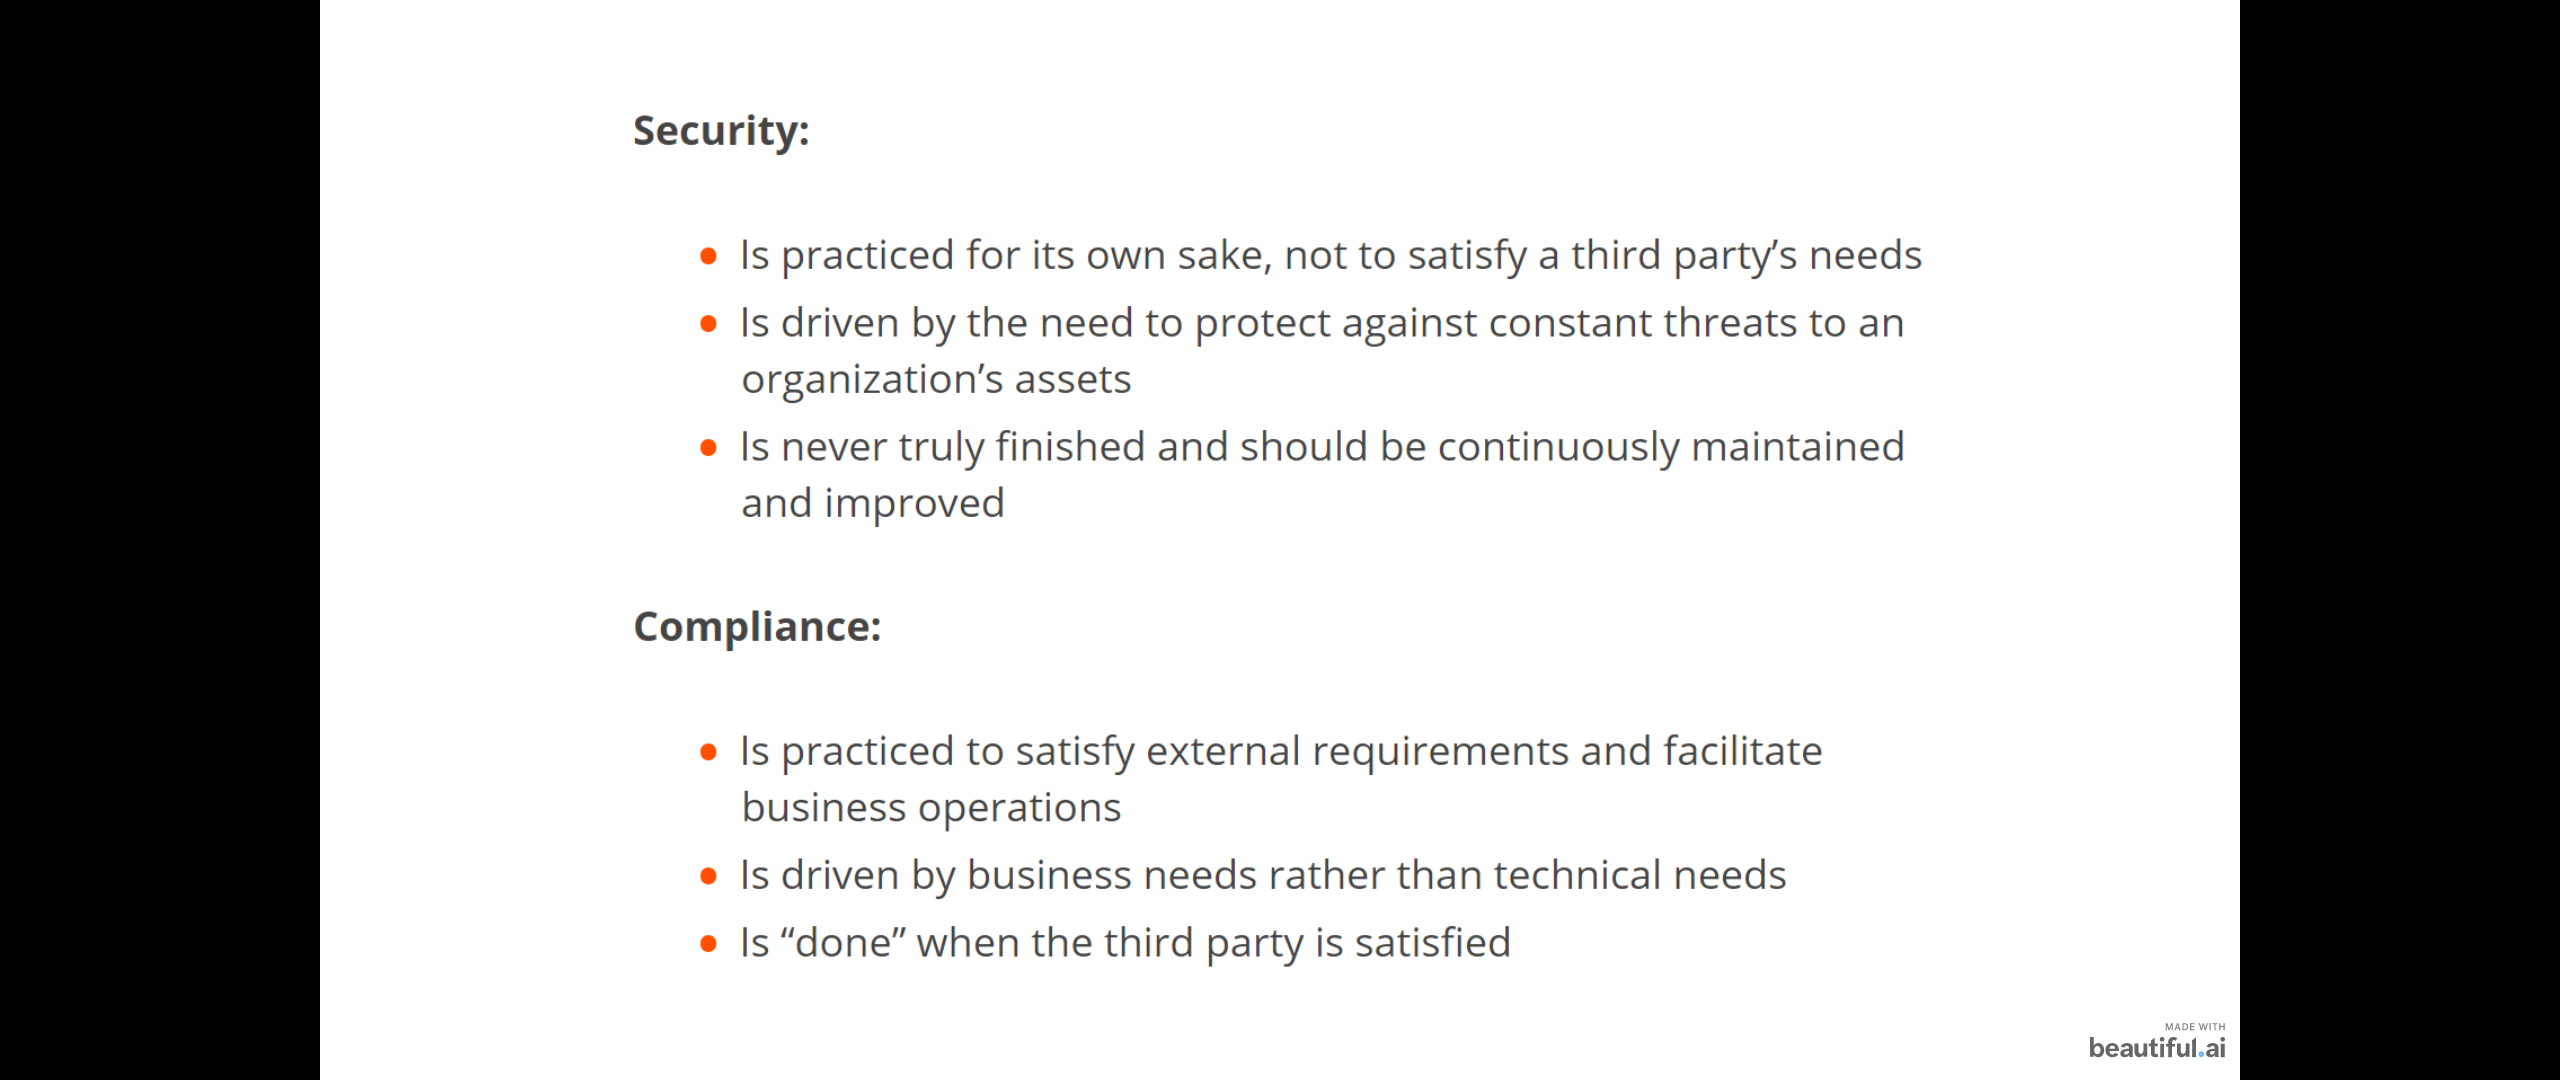 Security:
• Is practiced for its own sake, not to satisfy a third party’s needs
• Is driven by the need to protect against constant threats to an
organization’s assets
• Is never truly finished and should be continuously maintained
and improved
Compliance:
• Is practiced to satisfy external requirements and facilitate
business operations
• Is driven by business needs rather than technical needs
• Is “done” when the third party is satisfied
MADE WITH
beautiful.ai